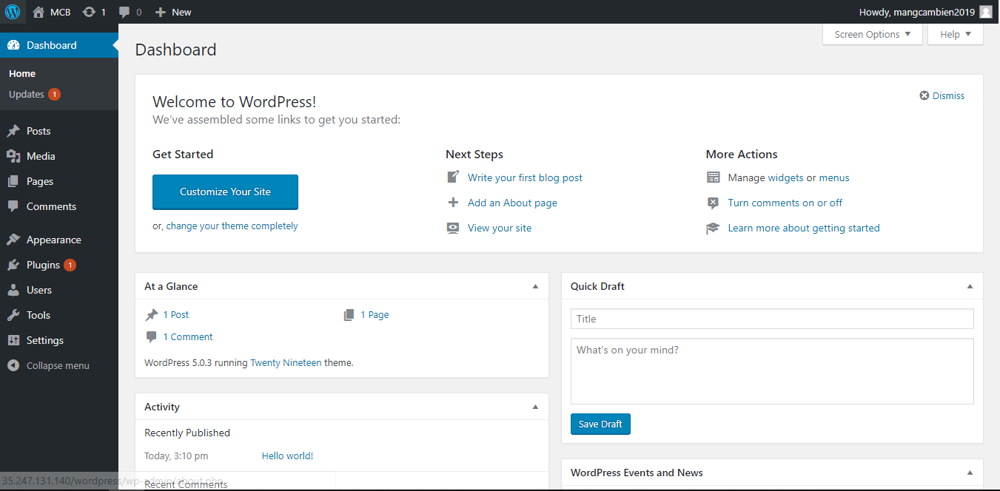 MCB 1 0 New Howdy, mangcambien2019
Screen Options Help
Dashboard
Home
Updates 1
Posts
Media
Pages
Comments
Appearance
Plugins 1
Users
Tools
Settings
Collapse menu
Dashboard
Welcome to WordPress!
Dismiss
We've assembled some links to get you started:
Get Started
Customize Your Site
or, change your theme completely
Next Steps
Write your first blog post
Add an About page
View your site
More Actions
Manage widgets or menus
Turn comments on or off
Learn more about getting started
At a Glance
1 Post 1 Page
1 Comment
WordPress 5.0.3 running Twenty Nineteen theme.
Activity
Recently Published
Today, 3:10 pm Hello world!
Recent Comments
Quick Draft
Title
What's on your mind?
Save Draft
WordPress Events and News
35.247.131.140/wordpress/wp-admin/about.php